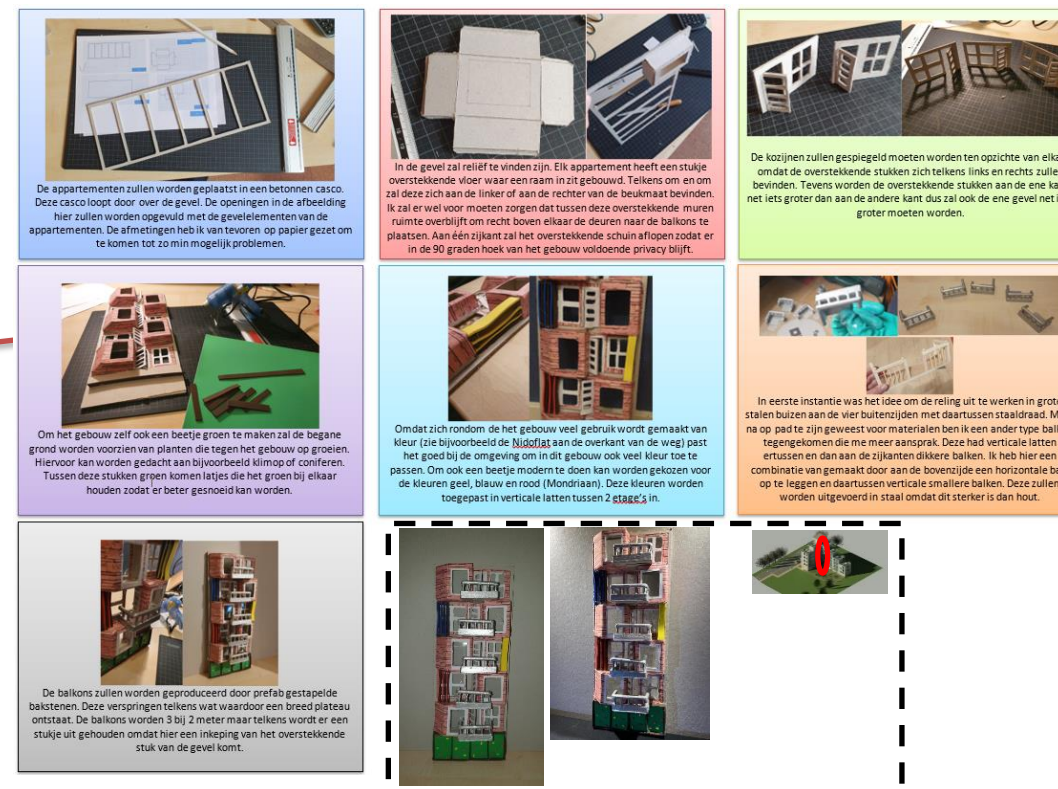 De appartementen zullen worden geplaatst in een betonnen casco.
Deze casco loopt door over de gevel. De openingen in de afbeelding
hier zullen worden opgevuld met de gevelelementen van de
appartementen. De afmetingen heb ik van tevoren op papier gezet om
te komen tot zo min mogelijk problemen.
In de gevel zal reliëf te vinden zijn. Elk appartement heeft een stukje
overstekkende vloer waar een raam in zit gebouwd. Telkens om en om
zal deze zich aan de linker of aan de rechter van de beukmaat bevinden.
Ik zal er wel voor moeten zorgen dat tussen deze overstekkende muren
ruimte overblijft om recht boven elkaar de deuren naar de balkons te
plaatsen. Aan één zijkant zal het overstekkende schuin aflopen zodat er
in de 90 graden hoek van het gebouw voldoende privacy blijft.
De kozijnen zullen gespiegeld moeten worden ten opzichte van elka
omdat de overstekkende stukken zich telkens links en rechts zulle
bevinden. Tevens worden de overstekkende stukken aan de ene ka
net iets groter dan aan de andere kant dus zal ook de ene gevel net i
groter moeten worden.
Om het gebouw zelf ook een beetje groen te maken zal de begane
grond worden voorzien van planten die tegen het gebouw op groeien.
Hiervoor kan worden gedacht aan bijvoorbeeld klimop of coniferen.
Tussen deze stukken groen komen latjes die het groen bij elkaar
houden zodat er beter gesnoeid kan worden.
Omdat zich rondom de het gebouw veel gebruik wordt gemaakt van
kleur (zie bijvoorbeeld de Nidoflat aan de overkant van de weg) past
het goed bij de omgeving om in dit gebouw ook veel kleur toe te
passen. Om ook een beetje modern te doen kan worden gekozen voor
de kleuren geel, blauw en rood (Mondriaan). Deze kleuren worden
toegepast in verticale latten tussen 2 etage's in.
In eerste instantie was het idee om de reling uit te werken in grote
stalen buizen aan de vier buitenzijden met daartussen staaldraad. M
na op pad te zijn geweest voor materialen ben ik een ander type balk
tegengekomen die me meer aansprak. Deze had verticale latten
ertussen en dan aan de zijkanten dikkere balken. Ik heb hier een
combinatie van gemaakt door aan de bovenzijde een horizontale ba
op te leggen en daartussen verticale smallere balken. Deze zullen
worden uitgevoerd in staal omdat dit sterker is dan hout.
De balkons zullen worden geproduceerd door prefab gestapelde
bakstenen. Deze verspringen telkens wat waardoor een breed plateau
ontstaat. De balkons worden 3 bij 2 meter maar telkens wordt er een
stukje uit gehouden omdat hier een inkeping van het overstekkende
stuk van de gevel komt.